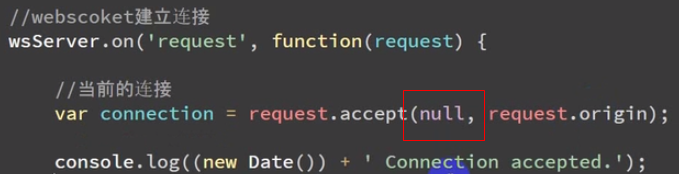 //webscoket建立连接
wsServer.on('request', function(request) {
//当前的连接
var connection = request.accept(null, request.origin);
console.log((new Date()) + ' Connection accepted.');